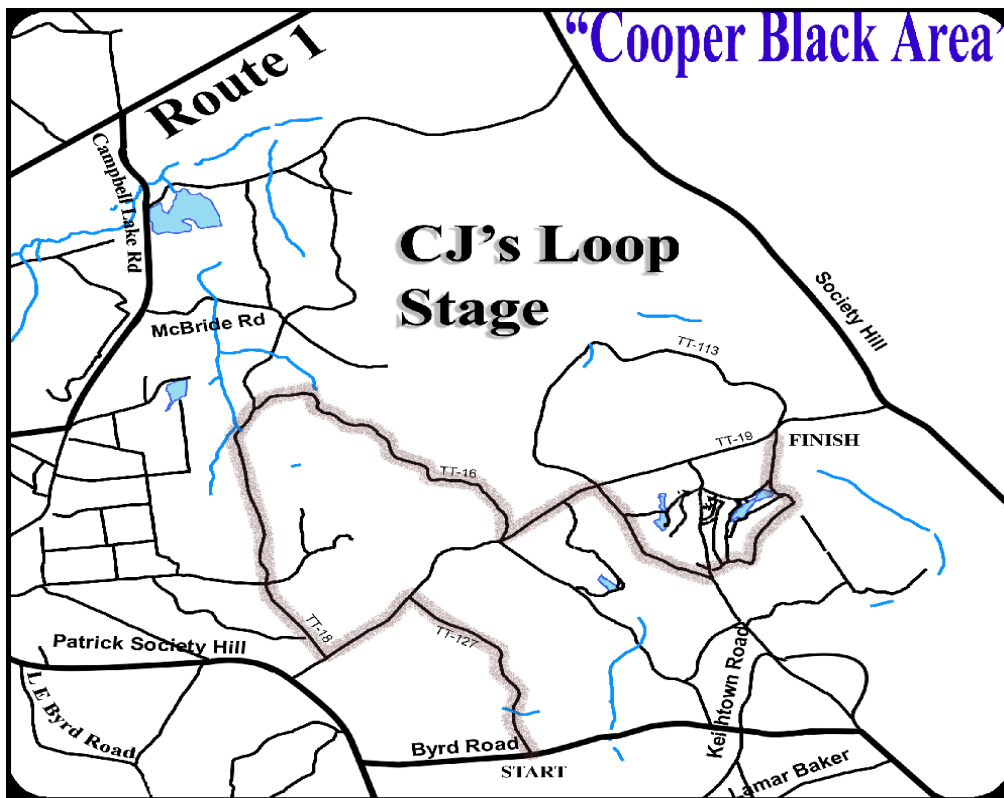 “Cooper Black Area”
Route 1
Campbell Lake Rd
CJ’s Loop
Stage
Society Hill
McBride Rd
TT-113
TT-19
FINISH
TT-16
TT-18
TT-127
Patrick Society Hill
L E Byrd Road
Keightown Road
Byrd Road
START
Lamar Baker